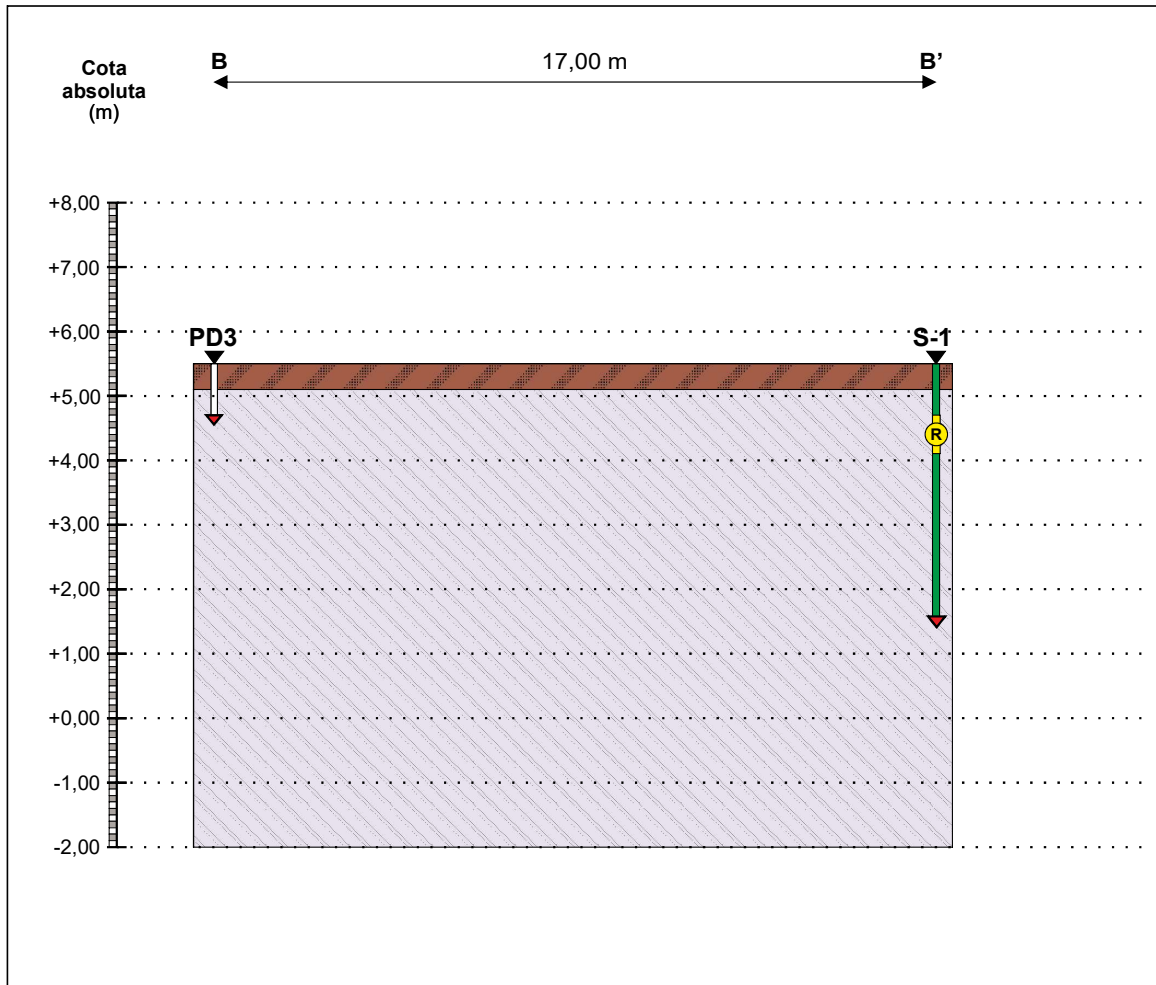 B 17,00 m B’
Cota
absoluta
(m)
+8,00
+7,00
+6,00
PD3 S-1
+5,00
R
+4,00
+3,00
+2,00
+1,00
+0,00
-1,00
-2,00